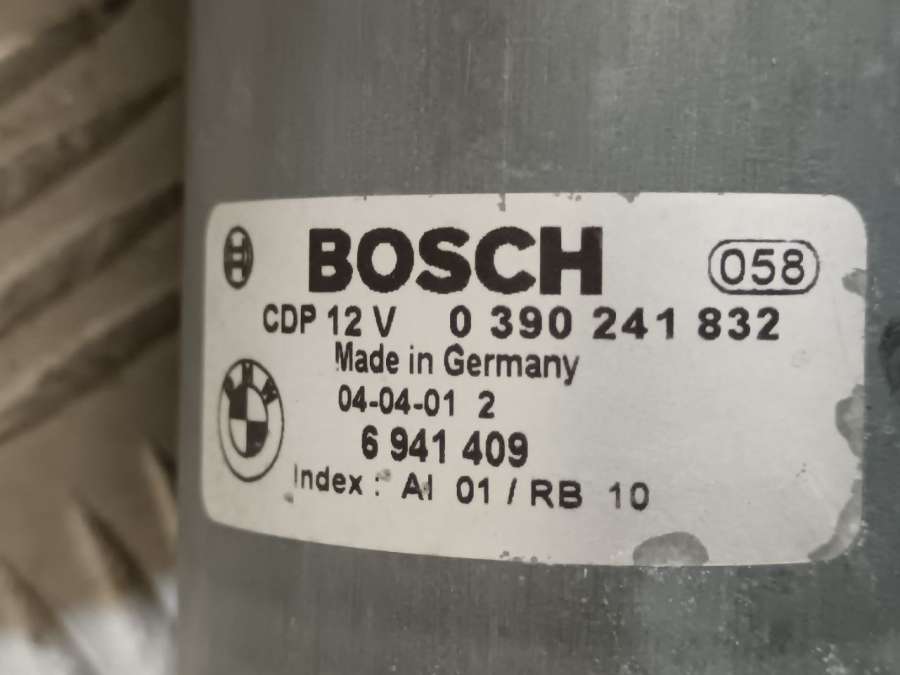 BOSCH 058
CDP 12 V 0 390 241 832
Made in Germany
BMW
04-04-01 2
6 941 409
Index : AI 01 / RB 10